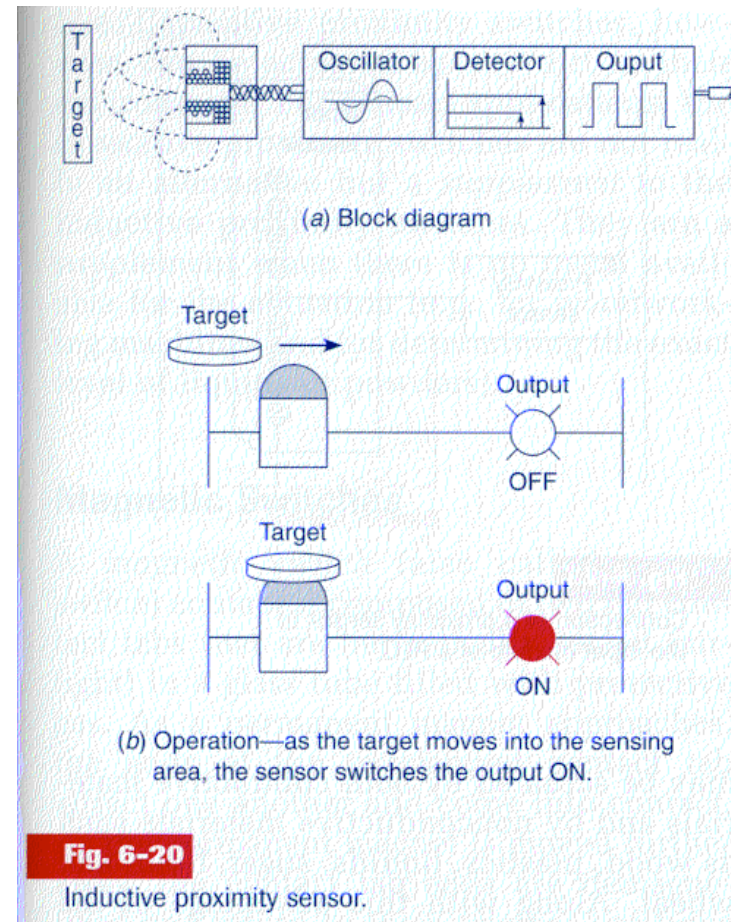 Target
Oscillator
Detector
Ouput
(a) Block diagram
Target
Output
OFF
Target
Output
ON
(b) Operation—as the target moves into the sensing
area, the sensor switches the output ON.
Fig. 6-20
Inductive proximity sensor.